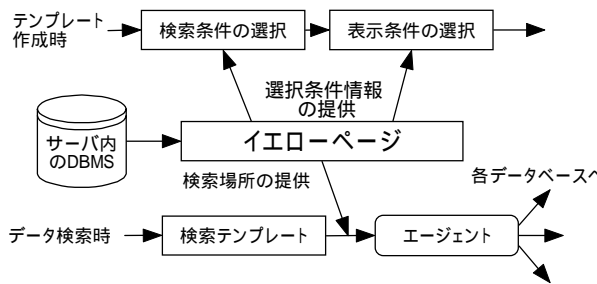 テンプレート
作成時
検索条件の選択
表示条件の選択
選択条件情報
の提供
サーバ内
のDBMS
イエローページ
検索場所の提供
各データベースへ
データ検索時
検索テンプレート
エージェント